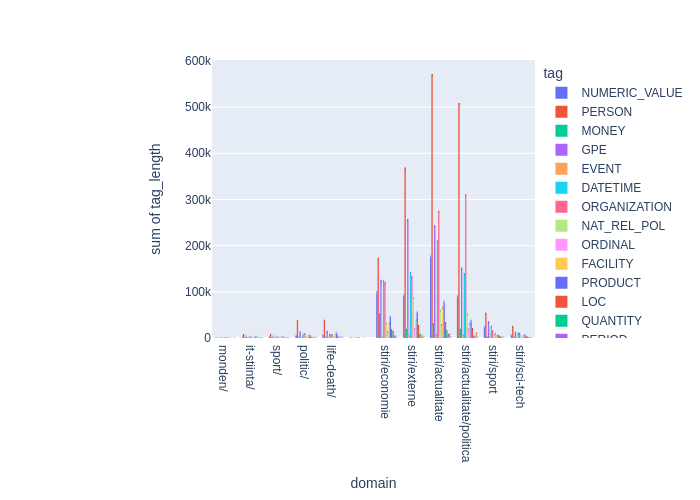 600k
500k
400k
300k
200k
100k
0
sum of tag_length
monden/
it-stiinta/
sport/
politic/
life-death/
stiri/economie
stiri/externe
stiri/actualitate
stiri/actualitate/politica
stiri/sport
stiri/sci-tech
domain
tag
NUMERIC_VALUE
PERSON
MONEY
GPE
EVENT
DATETIME
ORGANIZATION
NAT_REL_POL
ORDINAL
FACILITY
PRODUCT
LOC
QUANTITY
PERIOD